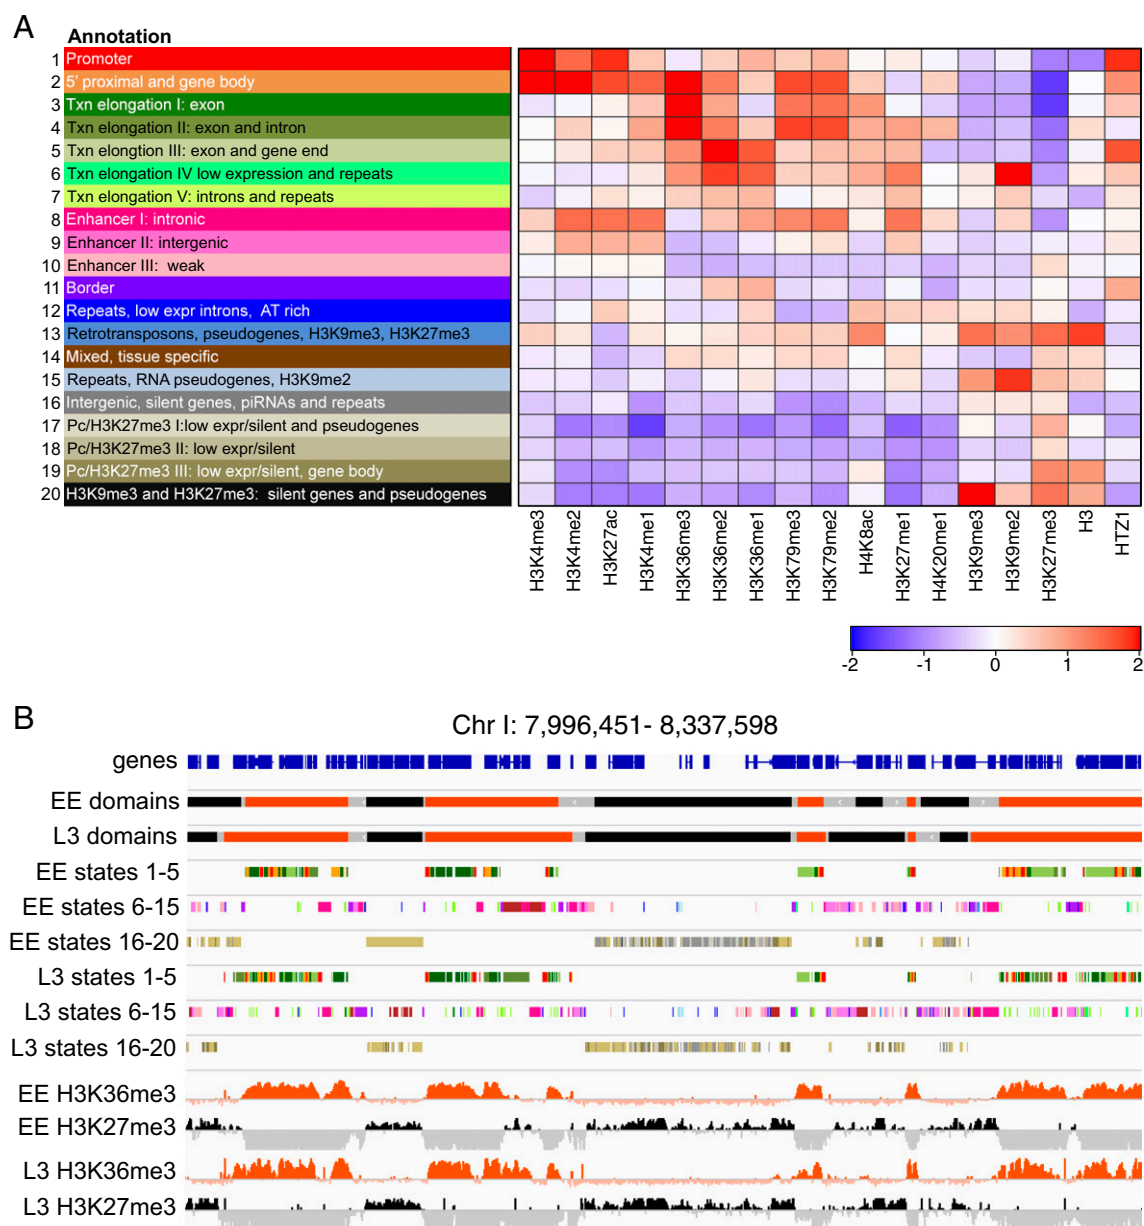 A
Annotation
1 Promoter
2 5' proximal and gene body
3 Txn elongation I: exon
4 Txn elongation II: exon and intron
5 Txn elongtion III: exon and gene end
6 Txn elongation IV low expression and repeats
7 Txn elongation V: introns and repeats
8 Enhancer I: intronic
9 Enhancer II: intergenic
10 Enhancer III: weak
11 Border
12 Repeats, low expr introns, AT rich
13 Retrotransposons, pseudogenes, H3K9me3, H3K27me3
14 Mixed, tissue specific
15 Repeats, RNA pseudogenes, H3K9me2
16 Intergenic, silent genes, piRNAs and repeats
17 Pc/H3K27me3 I:low expr/silent and pseudogenes
18 Pc/H3K27me3 II: low expr/silent
19 Pc/H3K27me3 III: low expr/silent, gene body
20 H3K9me3 and H3K27me3: silent genes and pseudogenes
H3K4me3
H3K4me2
H3K27ac
H3K4me1
H3K36me3
H3K36me2
H3K36me1
H3K79me3
H3K79me2
H4K8ac
H3K27me1
H4K20me1
H3K9me3
H3K9me2
H3K27me3
H3
HTZ1
-2 -1 0 1 2
B
Chr I: 7,996,451- 8,337,598
genes
EE domains
L3 domains
EE states 1-5
EE states 6-15
EE states 16-20
L3 states 1-5
L3 states 6-15
L3 states 16-20
EE H3K36me3
EE H3K27me3
L3 H3K36me3
L3 H3K27me3